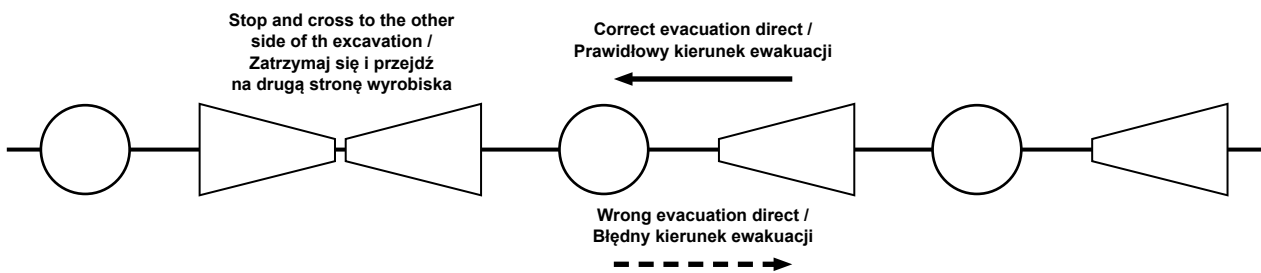 Stop and cross to the other
side of th excavation /
Zatrzymaj się i przejdź
na drugą stronę wyrobiska
Correct evacuation direct /
Prawidłowy kierunek ewakuacji
Wrong evacuation direct /
Błędny kierunek ewakuacji